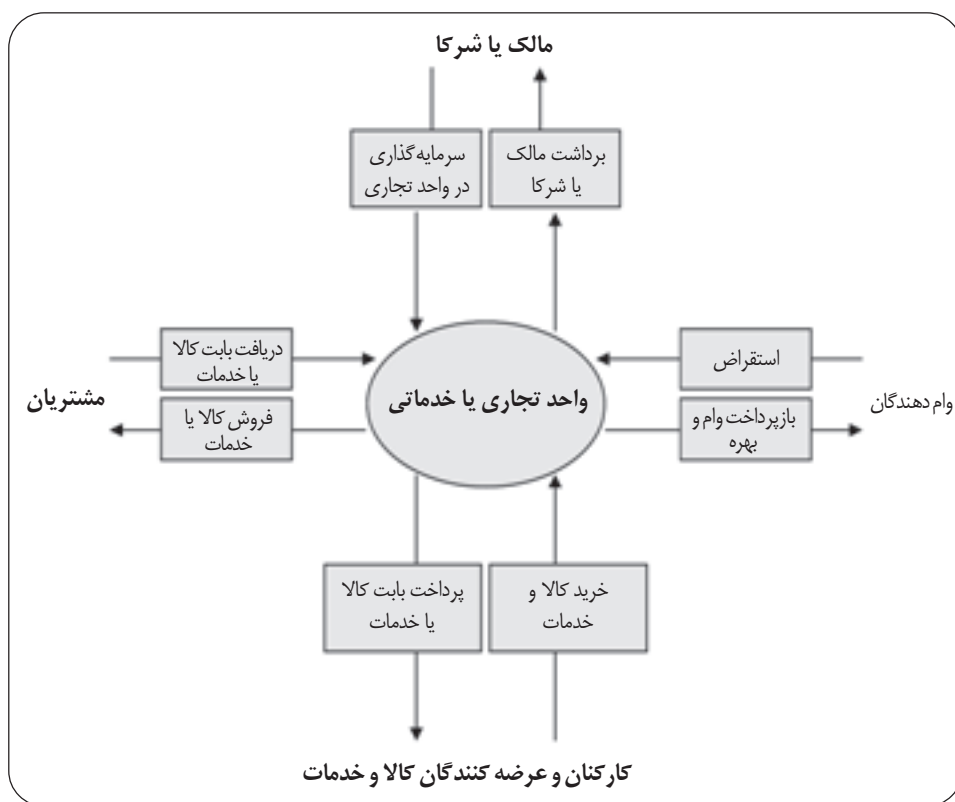 مالک یا شرکا
برداشت مالک
یا شرکا
سرمایه‌گذاری
در واحد تجاری
استقراض
دریافت بابت کالا
یا خدمات
وام دهندگان
واحد تجاری یا خدماتی
مشتریان
بازپرداخت وام و
بهره
فروش کالا یا
خدمات
خرید کالا و
خدمات
پرداخت بابت کالا
یا خدمات
کارکنان و عرضه کنندگان کالا و خدمات